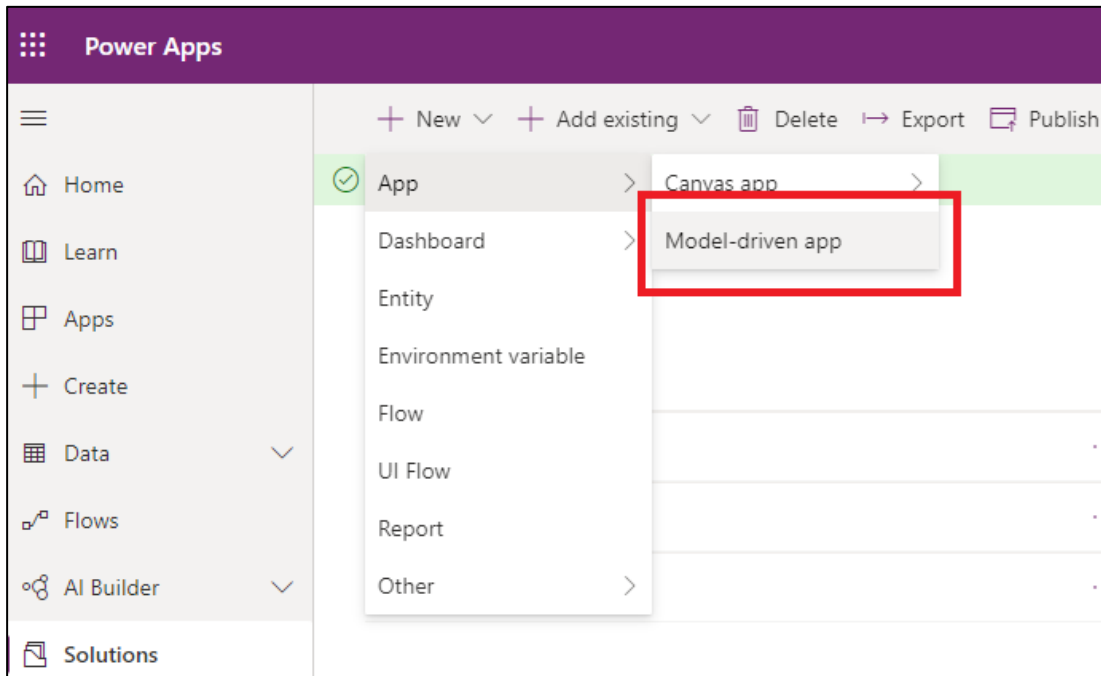 Power Apps
New
Add existing
Delete
Export
Publish
Home
Learn
Apps
Create
Data
Flows
AI Builder
Solutions
App
Dashboard
Entity
Environment variable
Flow
UI Flow
Report
Other
Canvas app
Model-driven app